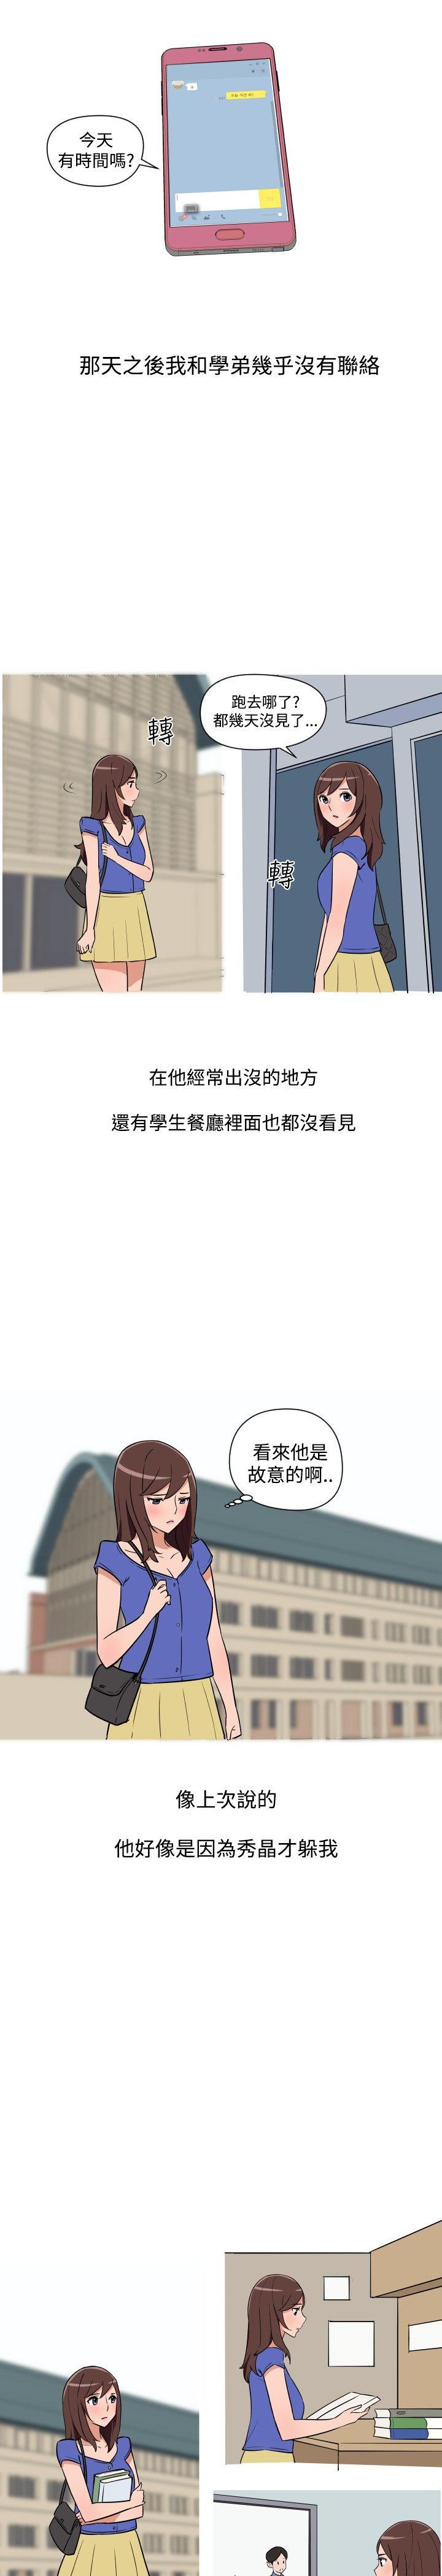 今天
有時間嗎?
那天之後我和學弟幾乎沒有聯絡
轉
跑去哪了?
都幾天沒見了...
轉
在他經常出沒的地方
還有學生餐廳裡面也都沒看見
看來他是
故意的啊..
像上次說的
他好像是因為秀晶才躲我